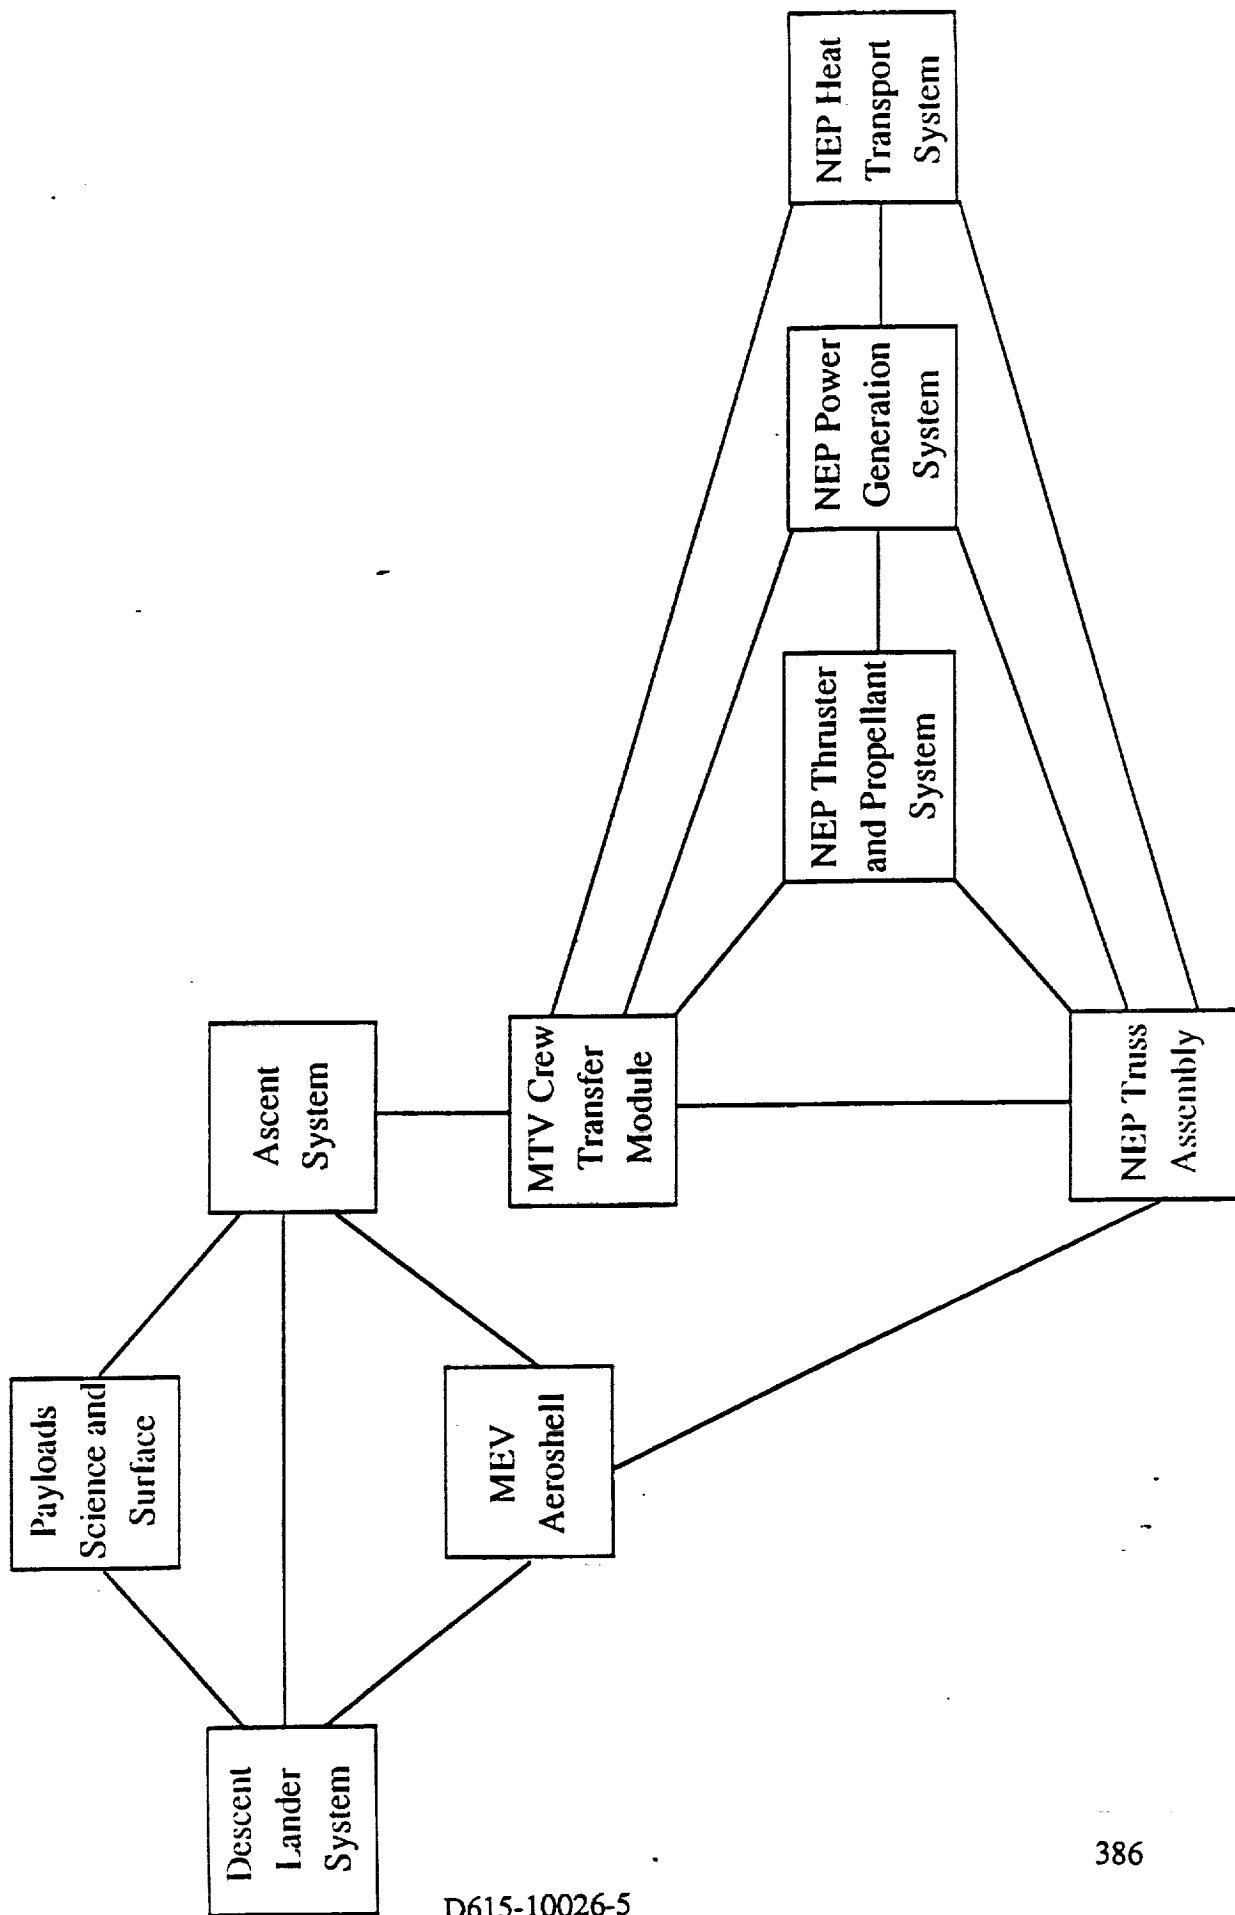 Payloads
Science and
Surface
Descent
Lander
System
Ascent
System
MEV
Aeroshell
MTV Crew
Transfer
Module
NEP Thruster
and Propellant
System
NEP Power
Generation
System
NEP Heat
Transport
System
NEP Truss
Assembly
D615-10026-5
386